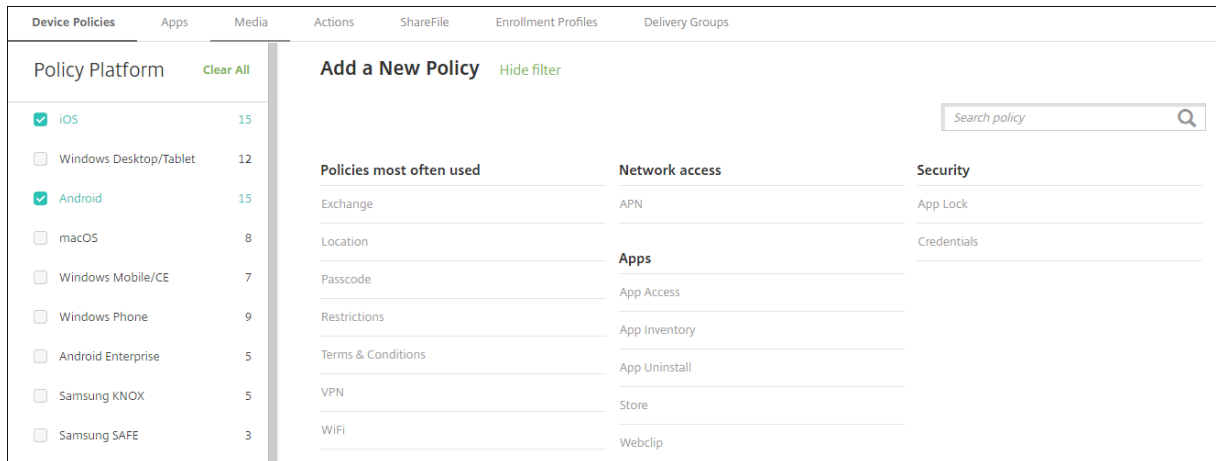 Device Policies Apps Media Actions ShareFile Enrollment Profiles Delivery Groups
Policy Platform Clear All
iOS 15
Windows Desktop/Tablet 12
Android 15
macOS 8
Windows Mobile/CE 7
Windows Phone 9
Android Enterprise 5
Samsung KNOX 5
Samsung SAFE 3
Add a New Policy Hide filter
Search policy
Policies most often used
Exchange
Location
Passcode
Restrictions
Terms & Conditions
VPN
WiFi
Network access
APN
Apps
App Access
App Inventory
App Uninstall
Store
Webclip
Security
App Lock
Credentials